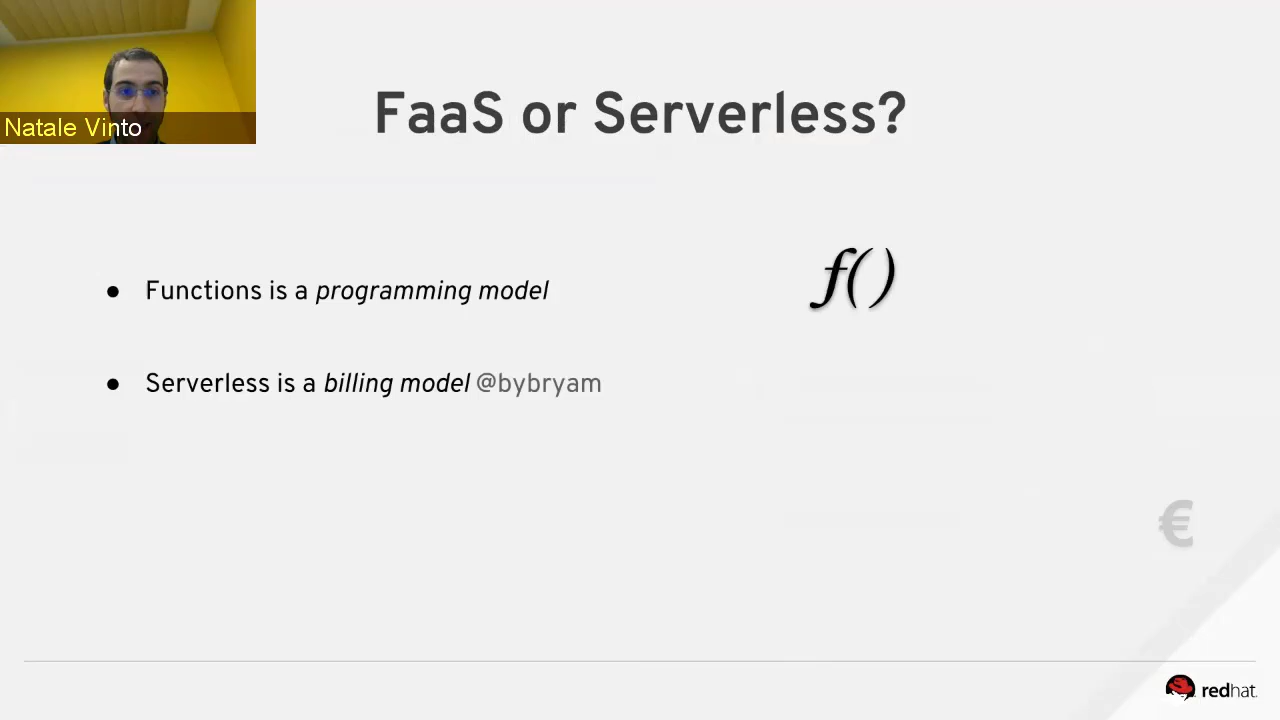 Natale Vinto
FaaS or Serverless?
f()
● Functions is a programming model
● Serverless is a billing model @bybryam
€
redhat.